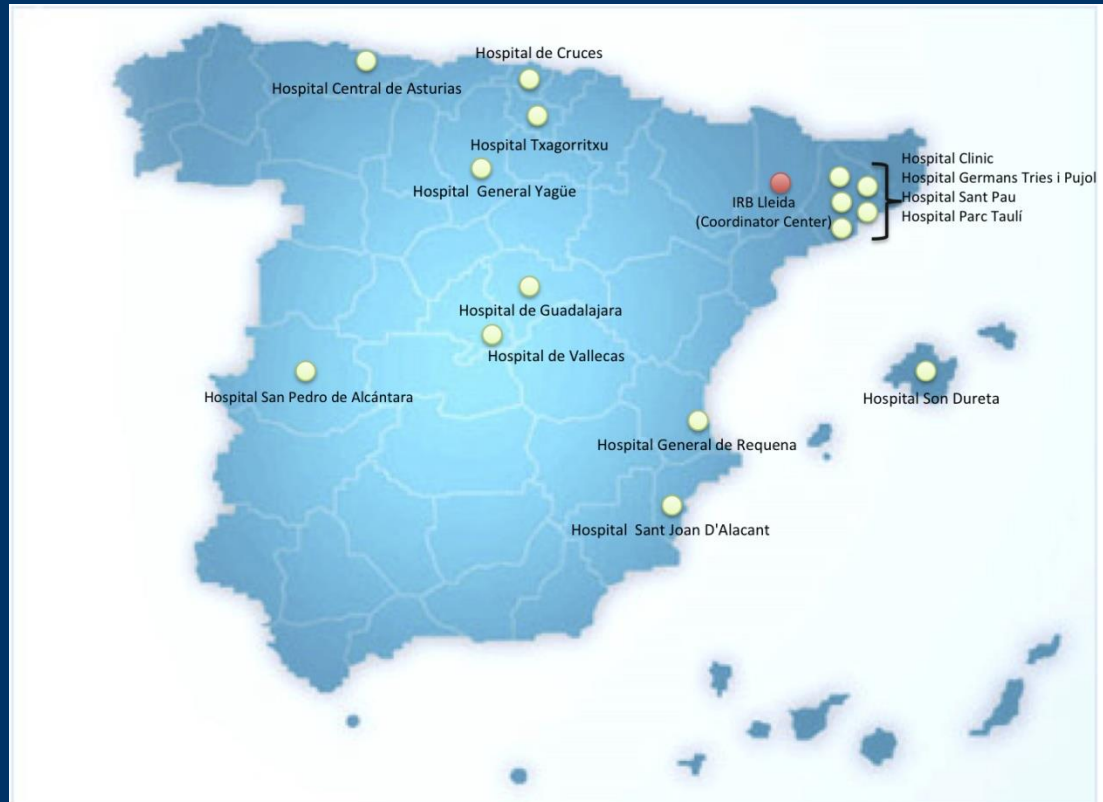 Hospital de Cruces
Hospital Central de Asturias
Hospital Txagorritxu
Hospital  General Yagüe
Hospital Clinic
Hospital Germans Tries i Pujol
Hospital Sant Pau
Hospital Parc Taulí
IRB Lleida
(Coordinator Center)
Hospital de Guadalajara
Hospital de Vallecas
Hospital San Pedro de Alcántara
Hospital Son Dureta
Hospital General de Requena
Hospital  Sant Joan D'Alacant